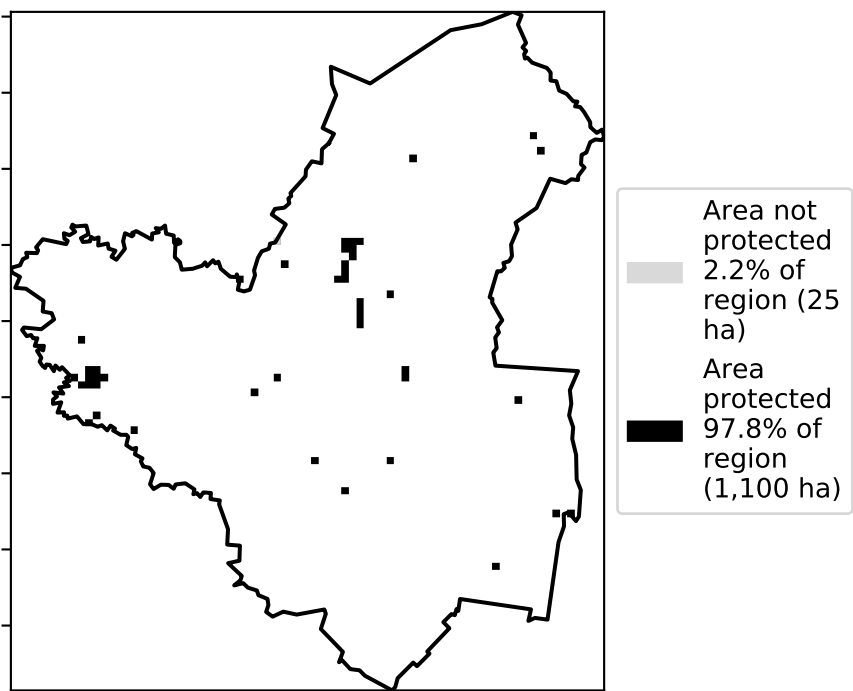 Area not
protected
2.2% of
region (25
ha)
Area
protected
97.8% of
region
(1,100 ha)